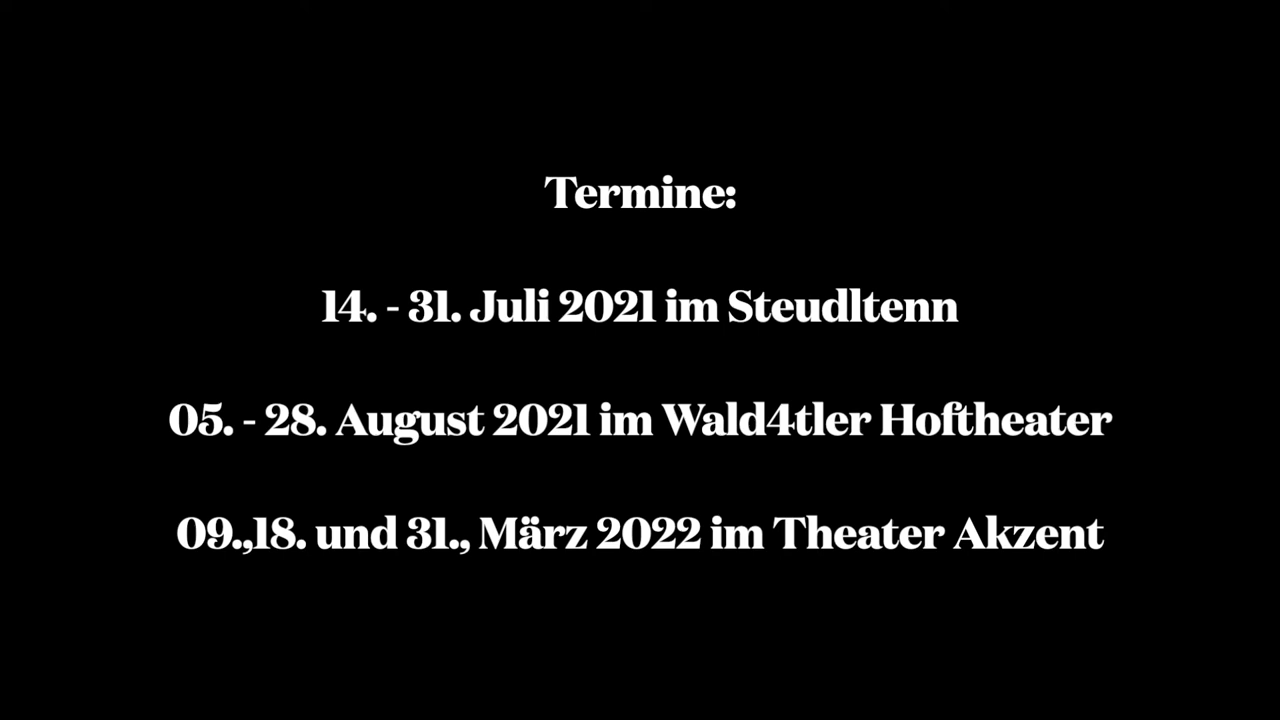 Termine:
14. - 31. Juli 2021 im Steudltenn
05. - 28. August 2021 im Wald4tler Hoftheater
09.,18. und 31., März 2022 im Theater Akzent